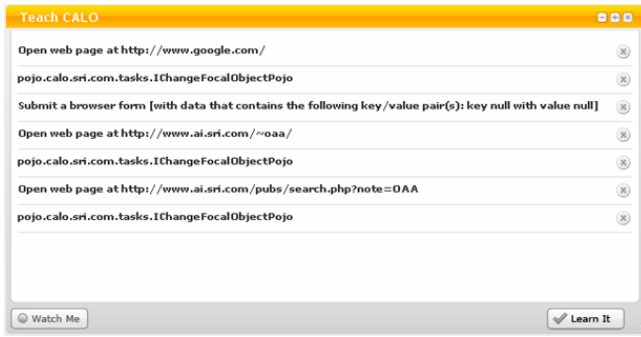 Teach CALO
Open web page at http://www.google.com/
pojo.calo.sri.com.tasks.IChangeFocalObjectPojo
Submit a browser form [with data that contains the following key/value pair(s): key null with value null]
Open web page at http://www.ai.sri.com/~oaa/
pojo.calo.sri.com.tasks.IChangeFocalObjectPojo
Open web page at http://www.ai.sri.com/pubs/search.php?note=OAA
pojo.calo.sri.com.tasks.IChangeFocalObjectPojo
Watch Me
Learn It